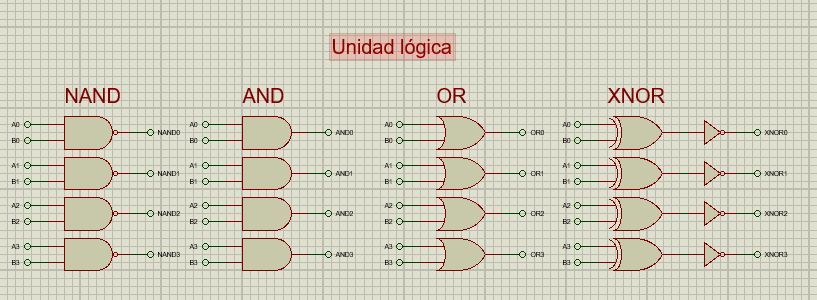 Unidad lógica
NAND AND OR XNOR
A0 A0 A0 A0
NAND0 AND0 OR0 XNOR0
B0 B0 B0 B0
A1 A1 A1 A1
NAND1 AND1 OR1 XNOR1
B1 B1 B1 B1
A2 A2 A2 A2
NAND2 AND2 OR2 XNOR2
B2 B2 B2 B2
A3 A3 A3 A3
NAND3 AND3 OR3 XNOR3
B3 B3 B3 B3